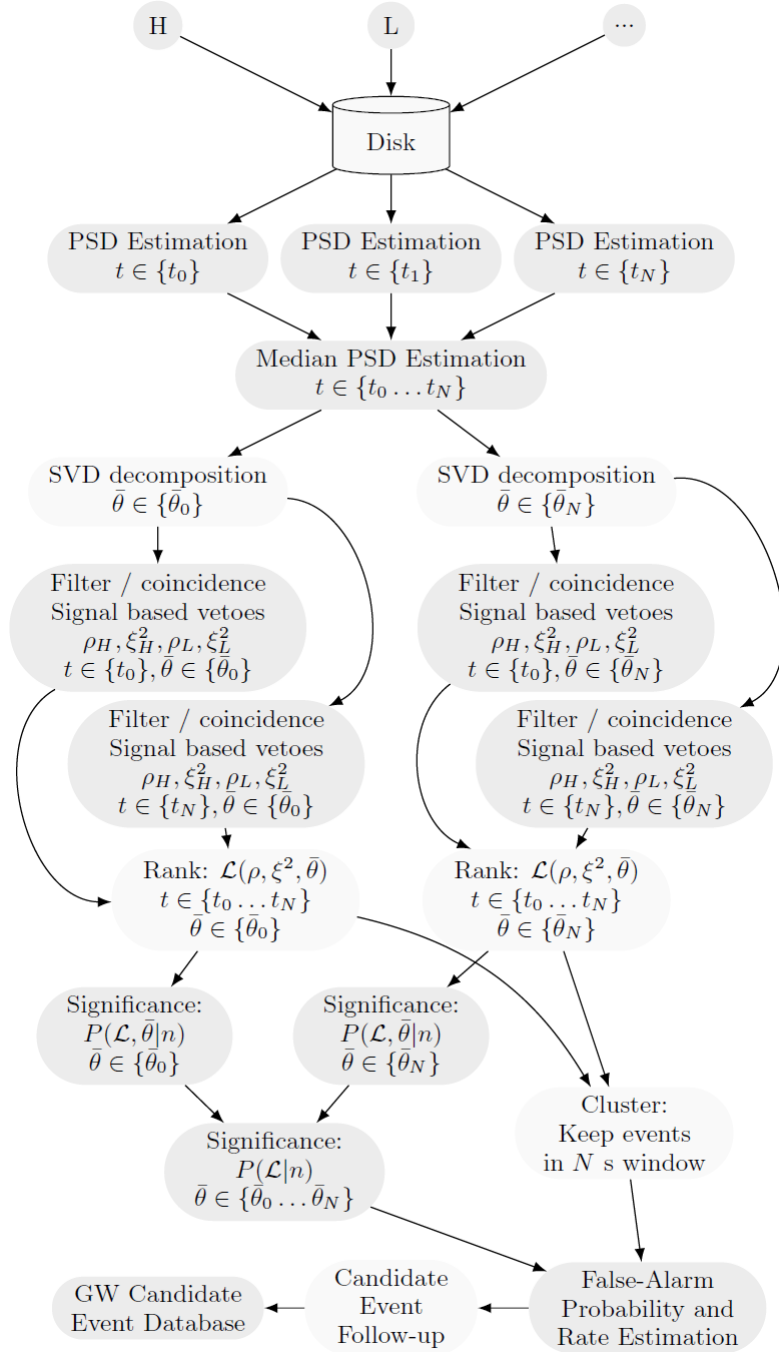 H
L
...
Disk
PSD Estimation
t ∈ {t₀}
PSD Estimation
t ∈ {t₁}
PSD Estimation
t ∈ {t_N}
Median PSD Estimation
t ∈ {t₀ … t_N}
SVD decomposition
θ̄ ∈ {θ̄₀}
SVD decomposition
θ̄ ∈ {θ̄_N}
Filter / coincidence
Signal based vetoes
ρ_H, ξ²_H, ρ_L, ξ²_L
t ∈ {t₀}, θ̄ ∈ {θ̄₀}
Filter / coincidence
Signal based vetoes
ρ_H, ξ²_H, ρ_L, ξ²_L
t ∈ {t₀}, θ̄ ∈ {θ̄_N}
Filter / coincidence
Signal based vetoes
ρ_H, ξ²_H, ρ_L, ξ²_L
t ∈ {t_N}, θ̄ ∈ {θ̄₀}
Filter / coincidence
Signal based vetoes
ρ_H, ξ²_H, ρ_L, ξ²_L
t ∈ {t_N}, θ̄ ∈ {θ̄_N}
Rank: ℒ(ρ, ξ², θ̄)
t ∈ {t₀ … t_N}
θ̄ ∈ {θ̄₀}
Rank: ℒ(ρ, ξ², θ̄)
t ∈ {t₀ … t_N}
θ̄ ∈ {θ̄_N}
Significance:
P(ℒ, θ̄|n)
θ̄ ∈ {θ̄₀}
Significance:
P(ℒ, θ̄|n)
θ̄ ∈ {θ̄_N}
Cluster:
Keep events
in N s window
Significance:
P(ℒ|n)
θ̄ ∈ {θ̄₀ … θ̄_N}
GW Candidate
Event Database
Candidate
Event
Follow-up
False-Alarm
Probability and
Rate Estimation